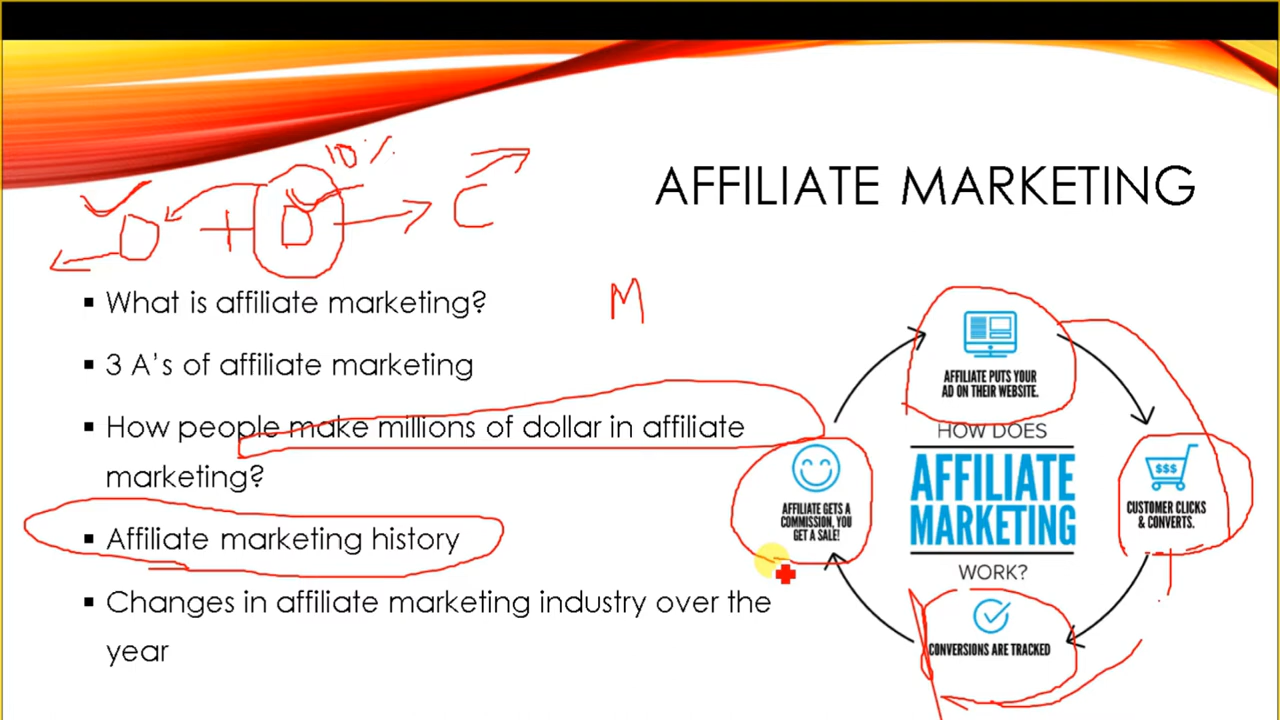 AFFILIATE MARKETING
10%
D + D C
▪ What is affiliate marketing?
M
▪ 3 A's of affiliate marketing
▪ How people make millions of dollar in affiliate
marketing?
▪ Affiliate marketing history
▪ Changes in affiliate marketing industry over the
year
AFFILIATE PUTS YOUR
AD ON THEIR WEBSITE.
HOW DOES
AFFILIATE
MARKETING
WORK?
$$$
CUSTOMER CLICKS
& CONVERTS.
CONVERSIONS ARE TRACKED
AFFILIATE GETS A
COMMISSION, YOU
GET A SALE!